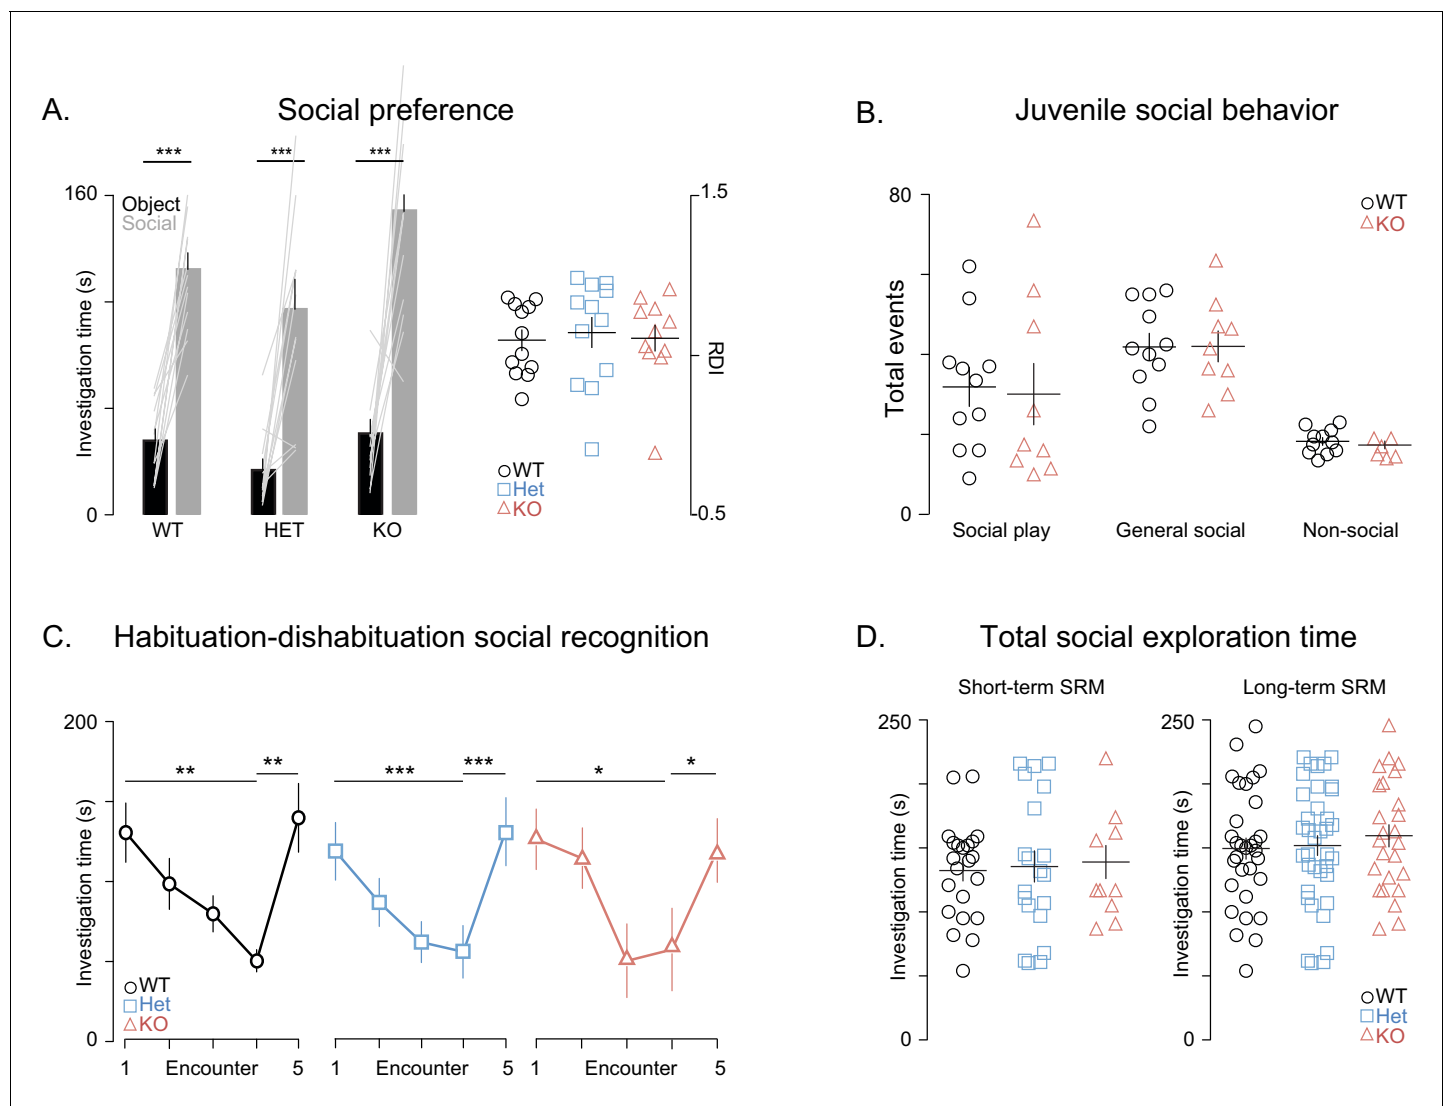 A. Social preference
*** *** ***
160
Object
Social
Investigation time (s)
0
WT HET KO
1.5
RDI
-0.5
WT
Het
KO
B. Juvenile social behavior
80
Total events
0
WT
KO
Social play General social Non-social
C. Habituation-dishabituation social recognition
200
** ** *** *** * *
Investigation time (s)
WT
Het
KO
0
1 Encounter 5 1 Encounter 5 1 Encounter 5
D. Total social exploration time
Short-term SRM Long-term SRM
250 250
Investigation time (s) Investigation time (s)
WT
Het
KO
0 0